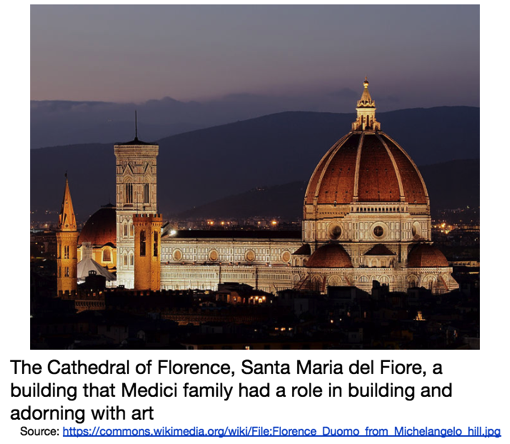 The Cathedral of Florence, Santa Maria del Fiore, a
building that Medici family had a role in building and
adorning with art
Source: https://commons.wikimedia.org/wiki/File:Florence_Duomo_from_Michelangelo_hill.jpg